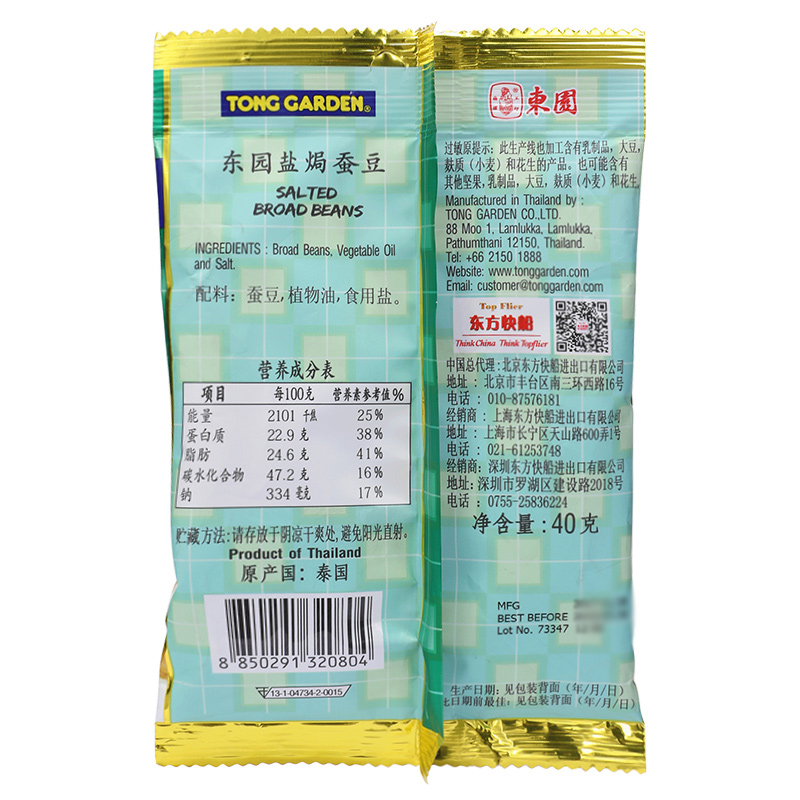 TONG GARDEN®
东园盐焗蚕豆
SALTED
BROAD BEANS
INGREDIENTS : Broad Beans, Vegetable Oil
and Salt.
配料: 蚕豆,植物油,食用盐。
营养成分表
项目 每100克 营养素参考值%
能量 2101 千焦 25%
蛋白质 22.9 克 38%
脂肪 24.6 克 41%
碳水化合物 47.2 克 16%
钠 334 毫克 17%
贮藏方法:请存放于阴凉干爽处,避免阳光直射。
Product of Thailand
原产国: 泰国
8 850291 320804
13-1-04734-2-0015
東園
过敏原提示: 此生产线也加工含有乳制品, 大豆,
麸质 (小麦) 和花生的产品。也可能含有
其他坚果, 乳制品, 大豆, 麸质 (小麦) 和花生。
Manufactured in Thailand by :
TONG GARDEN CO.,LTD.
88 Moo 1, Lamlukka, Lamlukka,
Pathumthani 12150, Thailand.
Tel: +66 2150 1888
Website: www.tonggarden.com
Email: customer@tonggarden.com
Top Flier
东方快船
Think China Think Topflier
中国总代理:北京东方快船进出口有限公司
地址 : 北京市丰台区南三环西路16号
电话 : 010-87576181
经销商 : 上海东方快船进出口有限公司
地址 : 上海市长宁区天山路600弄1号
电话 : 021-61253748
经销商: 深圳东方快船进出口有限公司
地址:深圳市罗湖区建设路2018号
电话 : 0755-25836224
净含量: 40克
MFG
BEST BEFORE
Lot No. 73347
生产日期: 见包装背面 (年/月/日)
此日期前最佳: 见包装背面 (年/月/日)